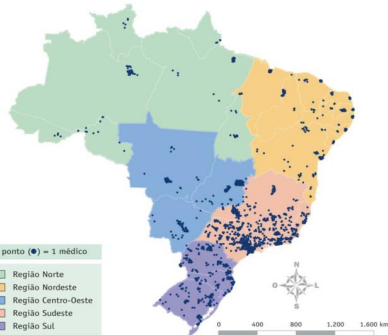 N
O L
S
ponto (●) = 1 médico
Região Norte
Região Nordeste
Região Centro-Oeste
Região Sudeste
Região Sul
0 400 800 1.200 1.600 km